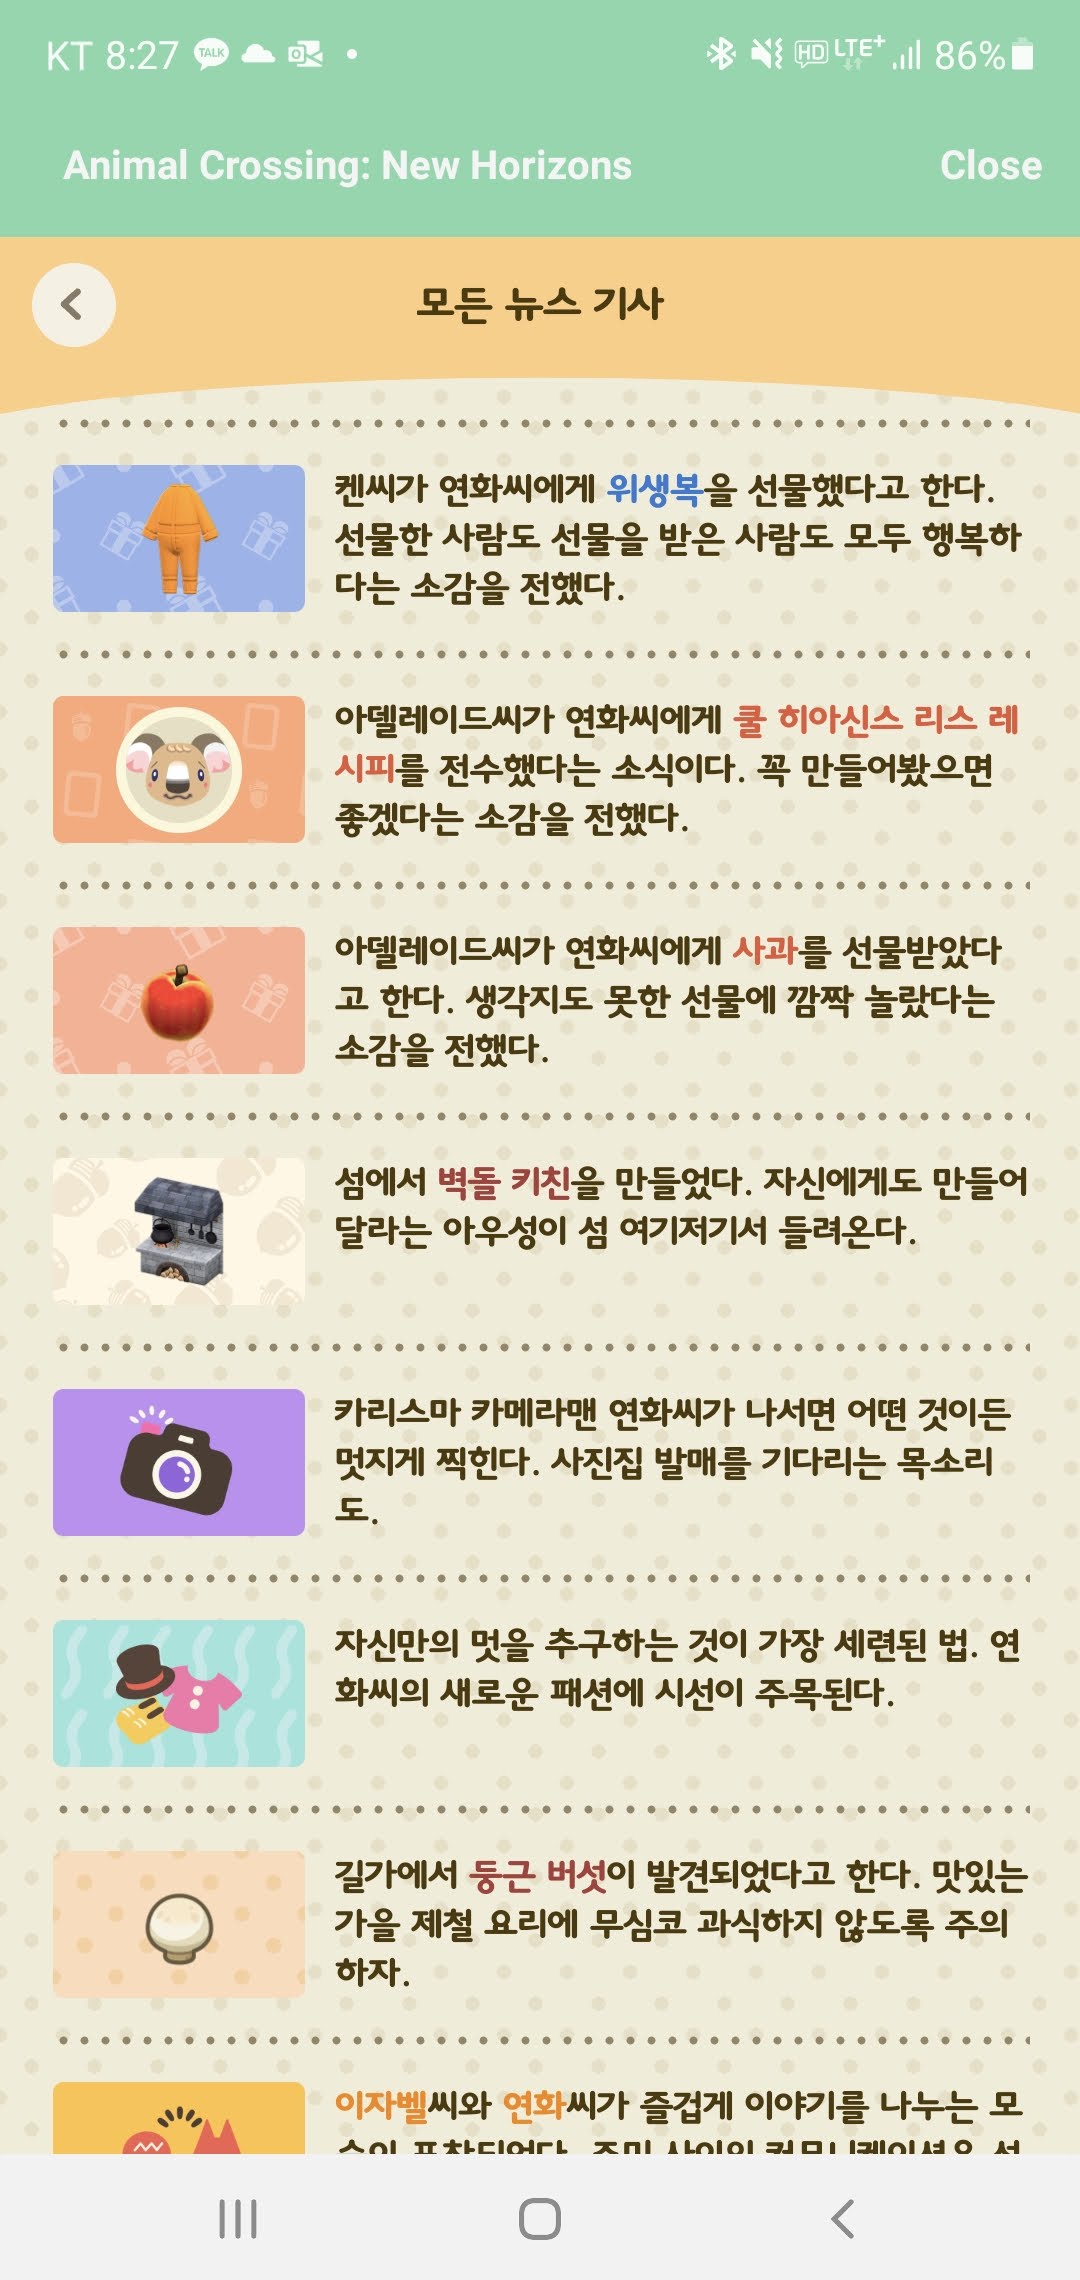 KT 8:27 TALK HD LTE+ 86%
Animal Crossing: New Horizons Close
모든 뉴스 기사
켄씨가 연화씨에게 위생복을 선물했다고 한다.
선물한 사람도 선물을 받은 사람도 모두 행복하
다는 소감을 전했다.
아델레이드씨가 연화씨에게 쿨 히아신스 리스 레
시피를 전수했다는 소식이다. 꼭 만들어봤으면
좋겠다는 소감을 전했다.
아델레이드씨가 연화씨에게 사과를 선물받았다
고 한다. 생각지도 못한 선물에 깜짝 놀랐다는
소감을 전했다.
섬에서 벽돌 키친을 만들었다. 자신에게도 만들어
달라는 아우성이 섬 여기저기서 들려온다.
카리스마 카메라맨 연화씨가 나서면 어떤 것이든
멋지게 찍힌다. 사진집 발매를 기다리는 목소리
도.
자신만의 멋을 추구하는 것이 가장 세련된 법. 연
화씨의 새로운 패션에 시선이 주목된다.
길가에서 둥근 버섯이 발견되었다고 한다. 맛있는
가을 제철 요리에 무심코 과식하지 않도록 주의
하자.
이자벨씨와 연화씨가 즐겁게 이야기를 나누는 모